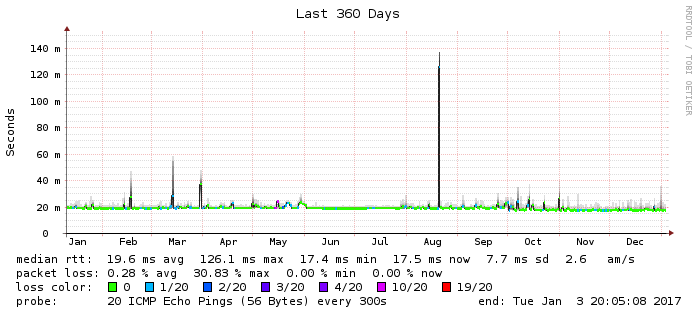 Last 360 Days
RRDTOOL / TOBI OETIKER
Seconds
140 m
120 m
100 m
80 m
60 m
40 m
20 m
0
Jan Feb Mar Apr May Jun Jul Aug Sep Oct Nov Dec
median rtt: 19.6 ms avg 126.1 ms max 17.4 ms min 17.5 ms now 7.7 ms sd 2.6 am/s
packet loss: 0.28 % avg 30.83 % max 0.00 % min 0.00 % now
loss color: 0 1/20 2/20 3/20 4/20 10/20 19/20
probe: 20 ICMP Echo Pings (56 Bytes) every 300s end: Tue Jan 3 20:05:08 2017